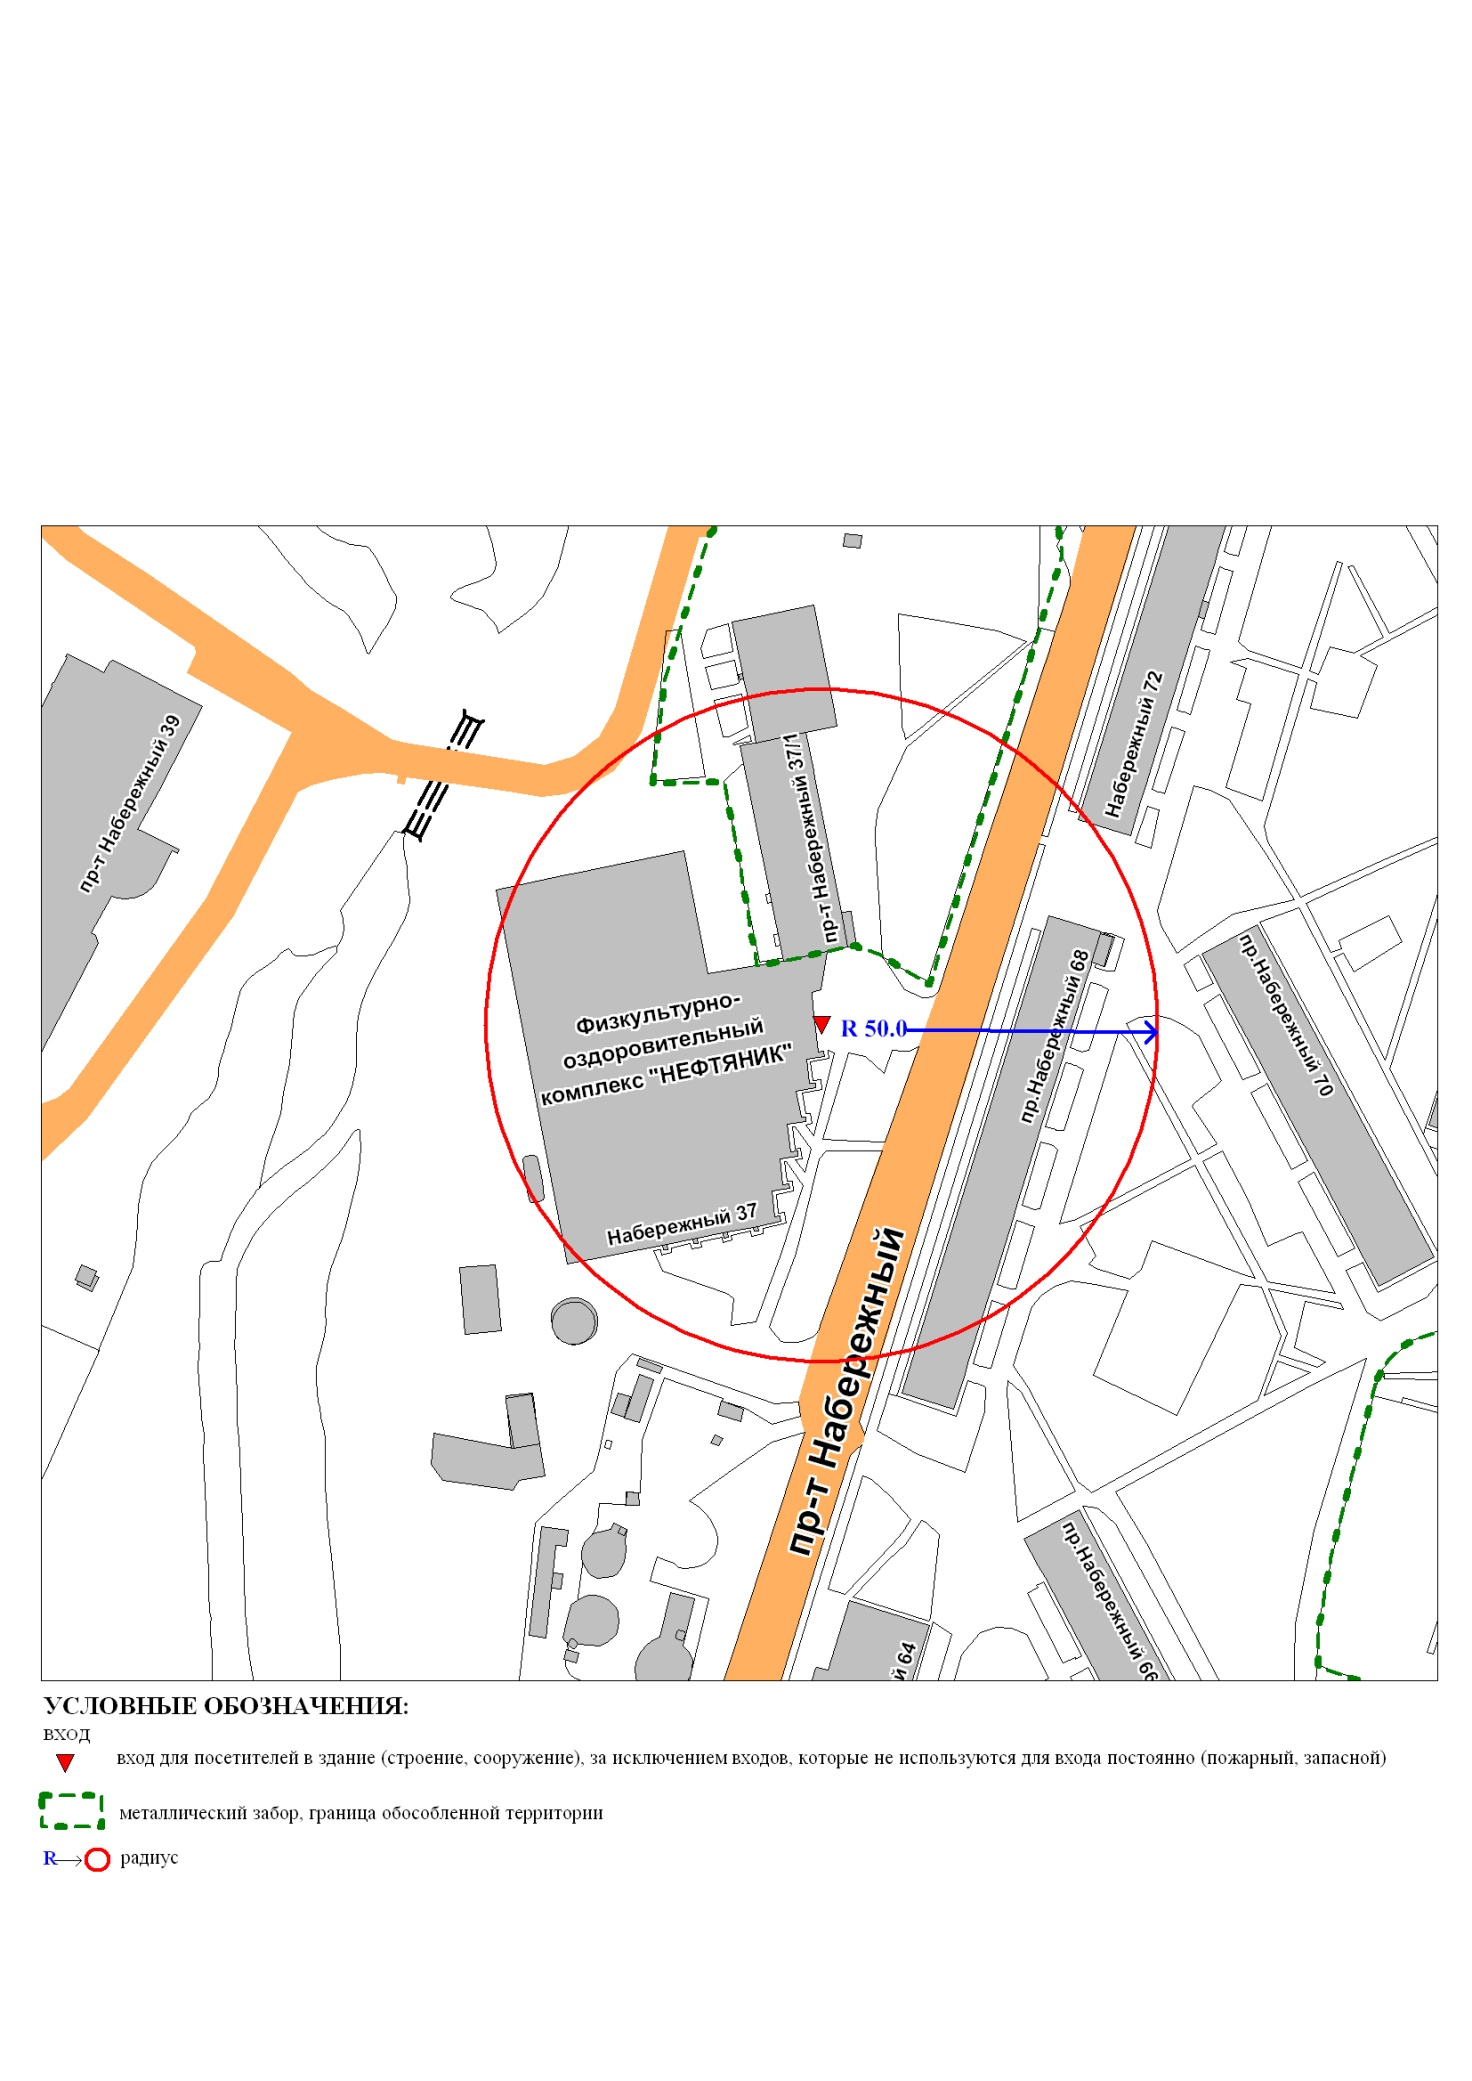 пр-т Набережный 39
пр-т Набережный 37/1
Набережный 72
Физкультурно-
оздоровительный
комплекс "НЕФТЯНИК"
R 50.0
пр.Набережный 68
пр.Набережный 70
Набережный 37
пр-т Набережный
пр.Набережный 66
й 64
УСЛОВНЫЕ ОБОЗНАЧЕНИЯ:
ВХОД
вход для посетителей в здание (строение, сооружение), за исключением входов, которые не используются для входа постоянно (пожарный, запасной)
металлический забор, граница обособленной территории
R
радиус